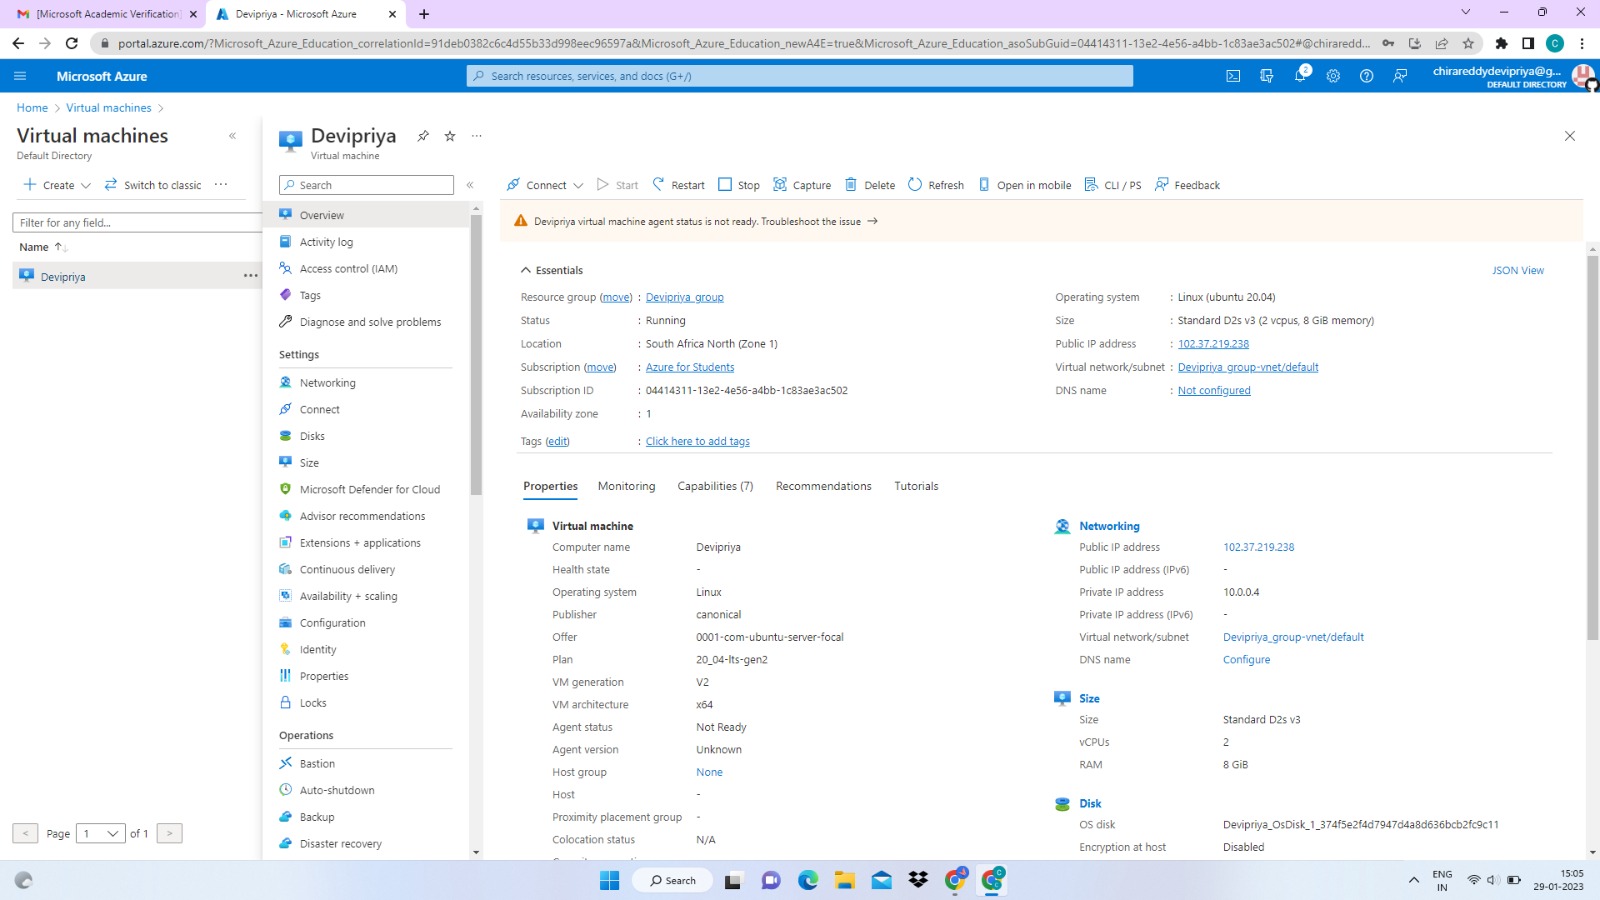 [Microsoft Academic Verification]
Devipriya - Microsoft Azure
portal.azure.com/?Microsoft_Azure_Education_correlationId=91deb0382c6c4d55b33d998eec96597a&Microsoft_Azure_Education_newA4E=true&Microsoft_Azure_Education_asoSubGuid=04414311-13e2-4e56-a4bb-1c83ae3ac502#@chiraredd...
C
Microsoft Azure
Search resources, services, and docs (G+/)
2
chirareddydevipriya@g...
DEFAULT DIRECTORY
Home > Virtual machines >
Virtual machines
Default Directory
Create
Switch to classic
Filter for any field...
Name
Devipriya
Page 1 of 1
Devipriya
Virtual machine
Search
Overview
Activity log
Access control (IAM)
Tags
Diagnose and solve problems
Settings
Networking
Connect
Disks
Size
Microsoft Defender for Cloud
Advisor recommendations
Extensions + applications
Continuous delivery
Availability + scaling
Configuration
Identity
Properties
Locks
Operations
Bastion
Auto-shutdown
Backup
Disaster recovery
Connect Start Restart Stop Capture Delete Refresh Open in mobile CLI / PS Feedback
Devipriya virtual machine agent status is not ready. Troubleshoot the issue →
Essentials
JSON View
Resource group (move) : Devipriya_group
Status : Running
Location : South Africa North (Zone 1)
Subscription (move) : Azure for Students
Subscription ID : 04414311-13e2-4e56-a4bb-1c83ae3ac502
Availability zone : 1
Tags (edit) : Click here to add tags
Operating system : Linux (ubuntu 20.04)
Size : Standard D2s v3 (2 vcpus, 8 GiB memory)
Public IP address : 102.37.219.238
Virtual network/subnet : Devipriya_group-vnet/default
DNS name : Not configured
Properties Monitoring Capabilities (7) Recommendations Tutorials
Virtual machine
Computer name Devipriya
Health state -
Operating system Linux
Publisher canonical
Offer 0001-com-ubuntu-server-focal
Plan 20_04-lts-gen2
VM generation V2
VM architecture x64
Agent status Not Ready
Agent version Unknown
Host group None
Host -
Proximity placement group -
Colocation status N/A
Networking
Public IP address 102.37.219.238
Public IP address (IPv6) -
Private IP address 10.0.0.4
Private IP address (IPv6) -
Virtual network/subnet Devipriya_group-vnet/default
DNS name Configure
Size
Size Standard D2s v3
vCPUs 2
RAM 8 GiB
Disk
OS disk Devipriya_OsDisk_1_374f5e2f4d7947d4a8d636bcb2fc9c11
Encryption at host Disabled
Search
ENG
IN
15:05
29-01-2023